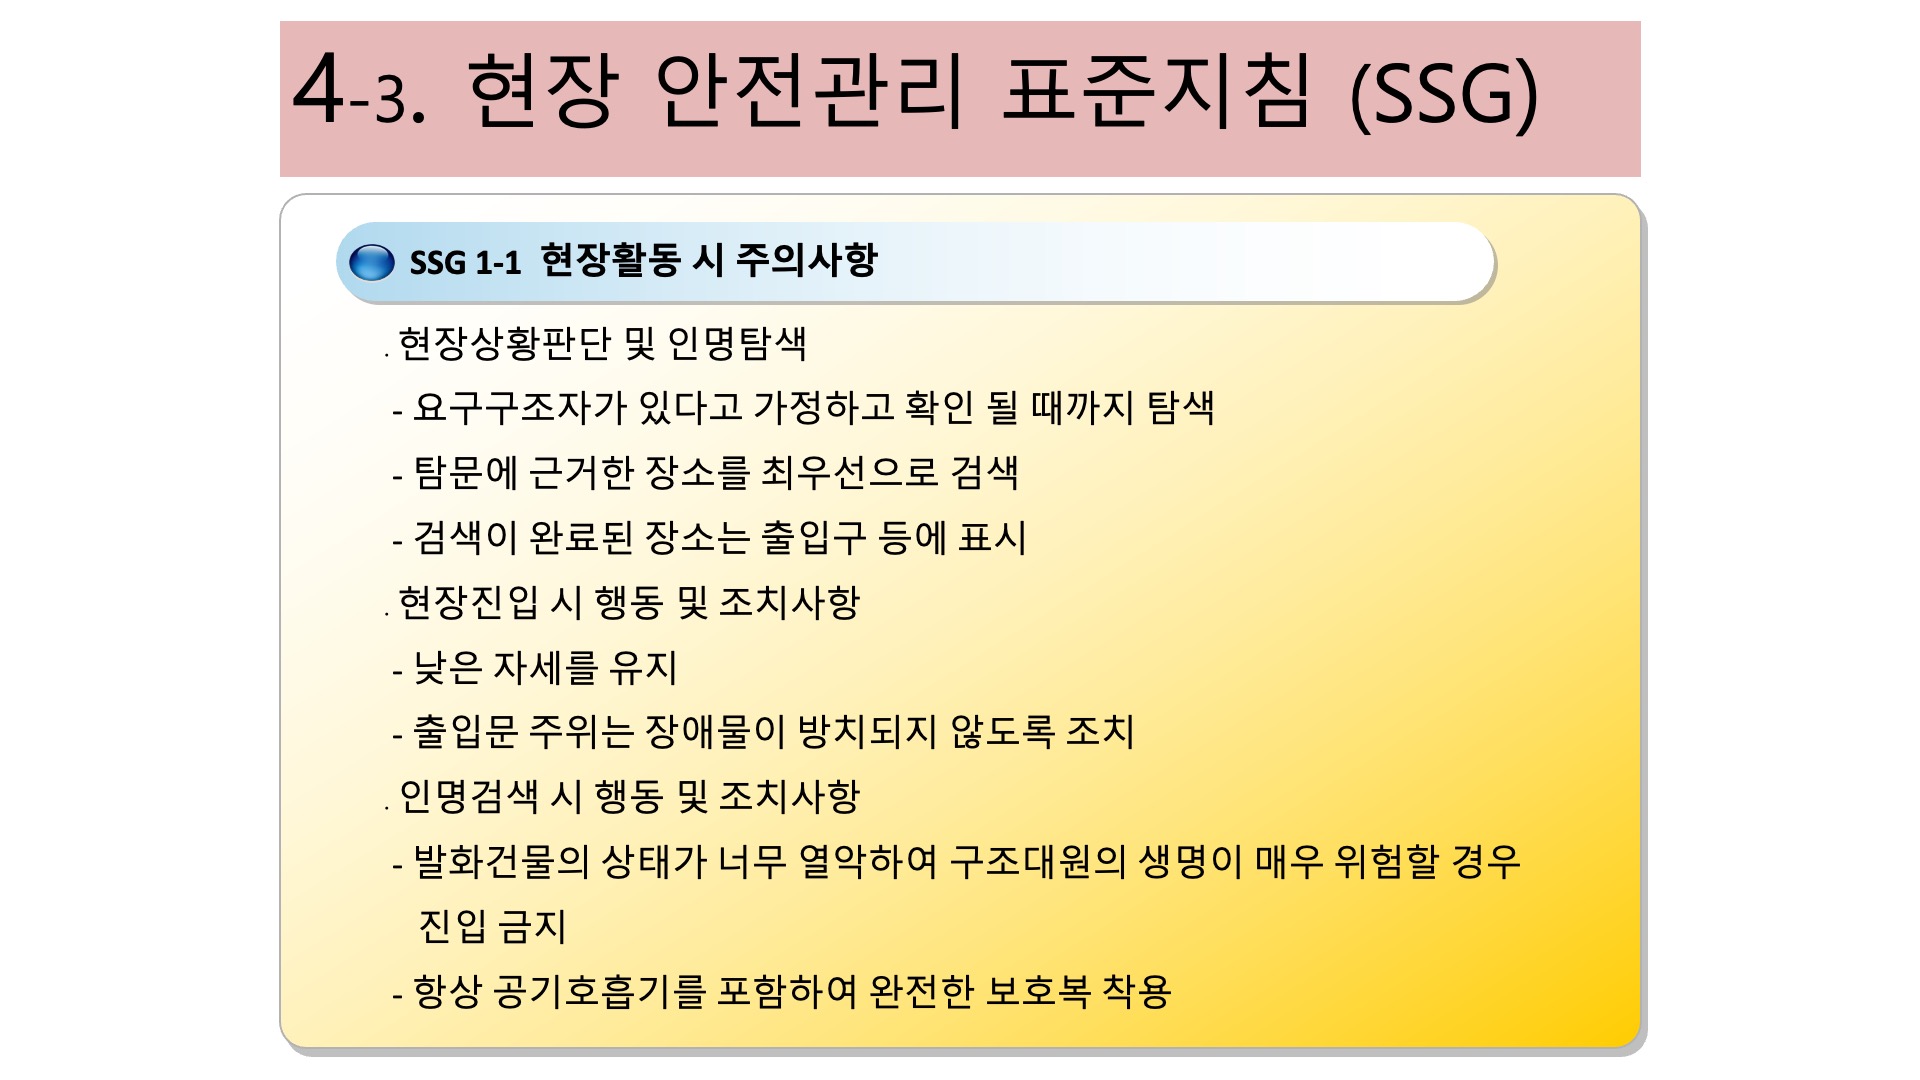 4-3. 현장 안전관리 표준지침 (SSG)
SSG 1-1 현장활동 시 주의사항
. 현장상황판단 및 인명탐색
- 요구구조자가 있다고 가정하고 확인 될 때까지 탐색
- 탐문에 근거한 장소를 최우선으로 검색
- 검색이 완료된 장소는 출입구 등에 표시
. 현장진입 시 행동 및 조치사항
- 낮은 자세를 유지
- 출입문 주위는 장애물이 방치되지 않도록 조치
. 인명검색 시 행동 및 조치사항
- 발화건물의 상태가 너무 열악하여 구조대원의 생명이 매우 위험할 경우
진입 금지
- 항상 공기호흡기를 포함하여 완전한 보호복 착용